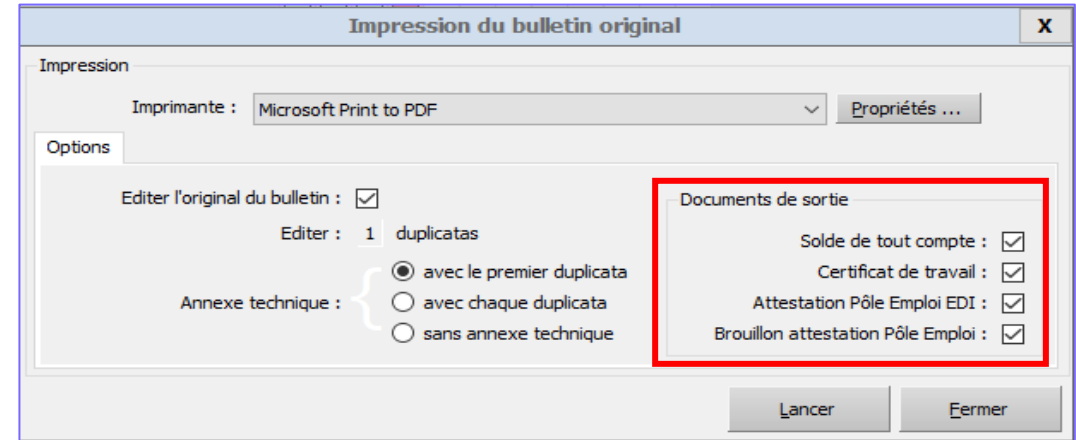 Impression du bulletin original
X
Impression
Imprimante : Microsoft Print to PDF Propriétés ...
Options
Editer l'original du bulletin :
Editer : 1 duplicatas
Annexe technique :
avec le premier duplicata
avec chaque duplicata
sans annexe technique
Documents de sortie
Solde de tout compte :
Certificat de travail :
Attestation Pôle Emploi EDI :
Brouillon attestation Pôle Emploi :
Lancer
Fermer